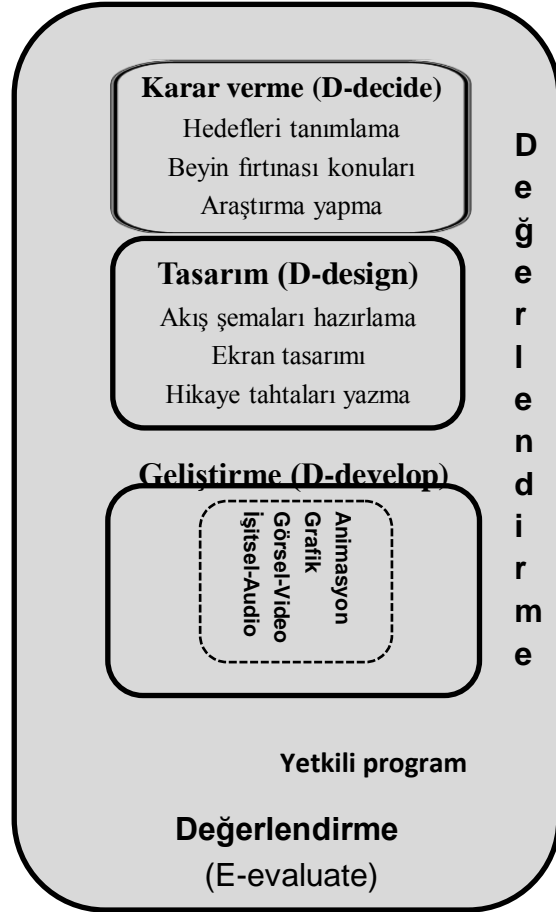 Karar verme (D-decide)
Hedefleri tanımlama
Beyin fırtınası konuları
Araştırma yapma
Tasarım (D-design)
Akış şemaları hazırlama
Ekran tasarımı
Hikaye tahtaları yazma
Geliştirme (D-develop)
Animasyon
Grafik
Görsel-Video
İşitsel-Audio
Yetkili program
Değerlendirme
(E-evaluate)
Değerlendirme